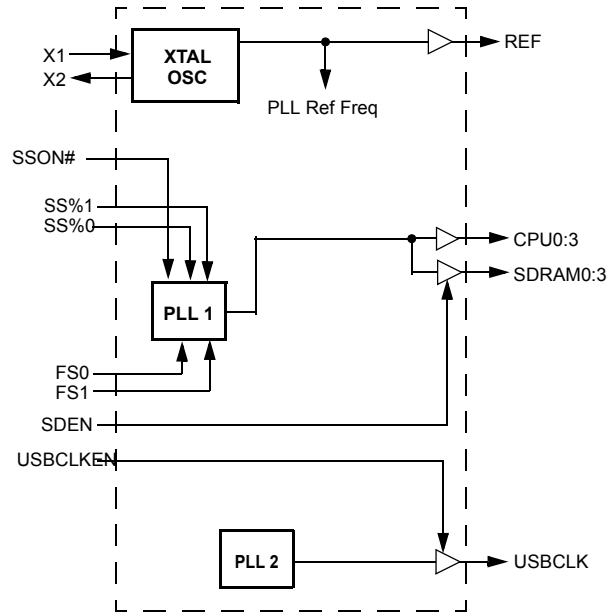 X1
X2
XTAL
OSC
REF
PLL Ref Freq
SSON#
SS%1
SS%0
CPU0:3
SDRAM0:3
PLL 1
FS0
FS1
SDEN
USBCLKEN
PLL 2
USBCLK